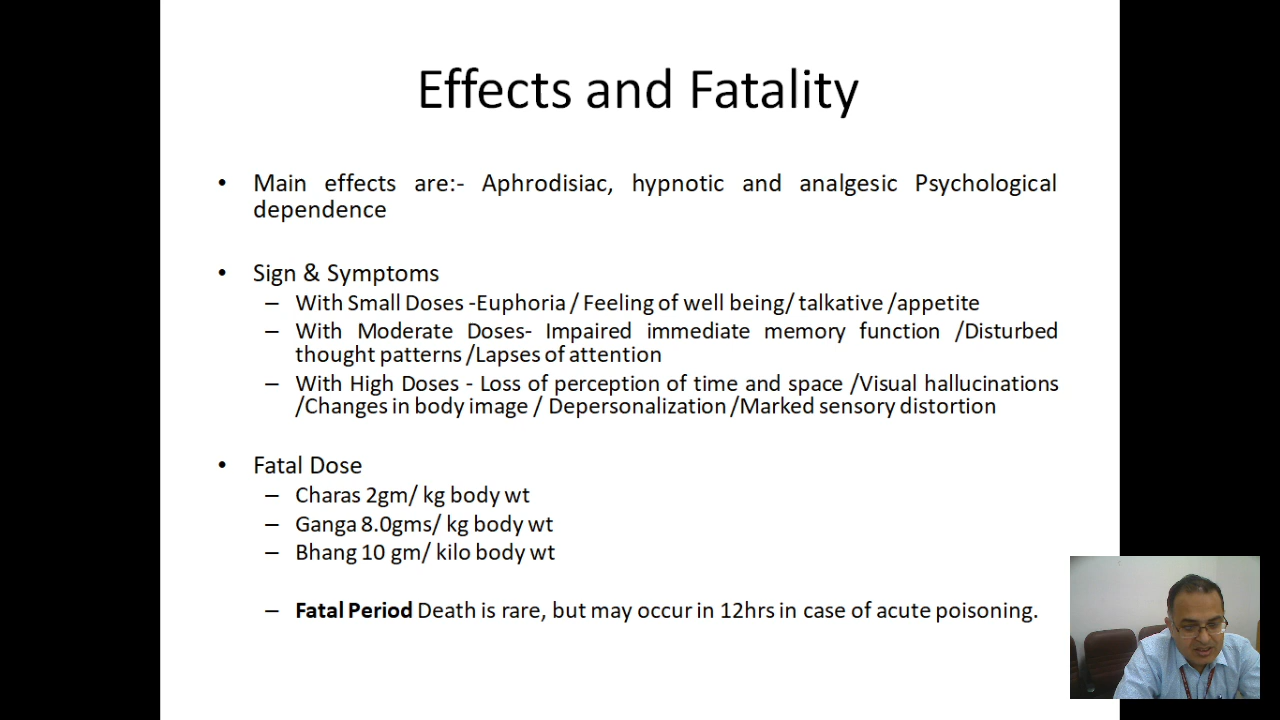 Effects and Fatality
• Main effects are:- Aphrodisiac, hypnotic and analgesic Psychological
dependence
• Sign & Symptoms
– With Small Doses -Euphoria / Feeling of well being/ talkative /appetite
– With Moderate Doses- Impaired immediate memory function /Disturbed
thought patterns /Lapses of attention
– With High Doses - Loss of perception of time and space /Visual hallucinations
/Changes in body image / Depersonalization /Marked sensory distortion
• Fatal Dose
– Charas 2gm/ kg body wt
– Ganga 8.0gms/ kg body wt
– Bhang 10 gm/ kilo body wt
– Fatal Period Death is rare, but may occur in 12hrs in case of acute poisoning.